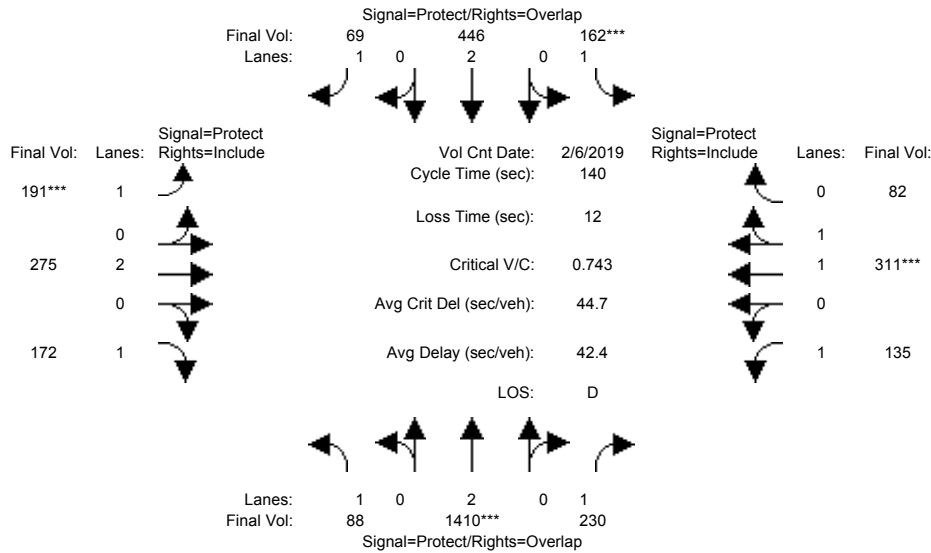 Signal=Protect/Rights=Overlap
Final Vol: 69 446 162***
Lanes: 1 0 2 0 1
Signal=Protect Signal=Protect
Final Vol: Lanes: Rights=Include Vol Cnt Date: 2/6/2019 Rights=Include Lanes: Final Vol:
Cycle Time (sec): 140
191*** 1 0 82
Loss Time (sec): 12
0 1
275 2 Critical V/C: 0.743 1 311***
0 Avg Crit Del (sec/veh): 44.7 0
172 1 Avg Delay (sec/veh): 42.4 1 135
LOS: D
Lanes: 1 0 2 0 1
Final Vol: 88 1410*** 230
Signal=Protect/Rights=Overlap